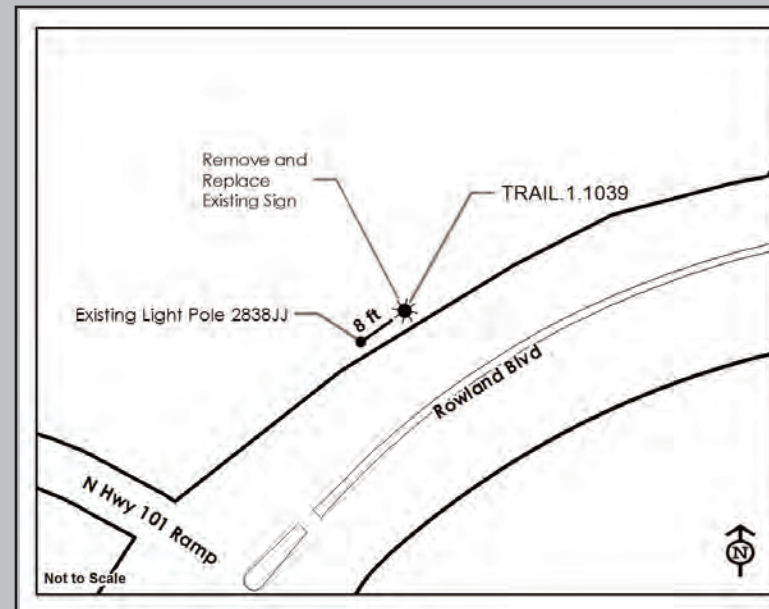 Remove and
Replace
Existing Sign
TRAIL.1.1039
Existing Light Pole 2838JJ
8 ft
Rowland Blvd
N Hwy 101 Ramp
Not to Scale
N